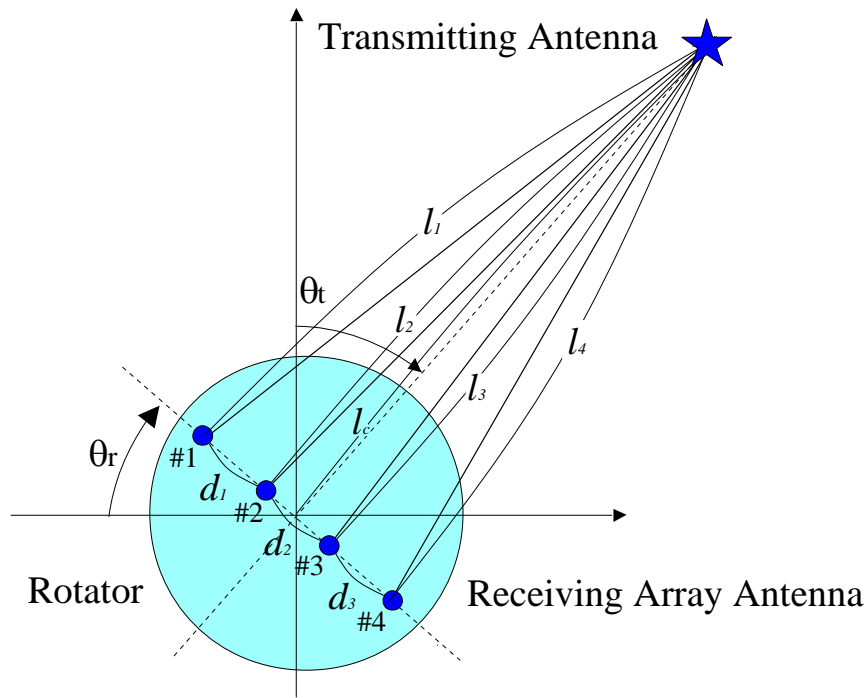 Transmitting Antenna
l1
θt
l2
l4
l3
lc
θr
#1
d1
#2
d2
#3
Rotator
d3
#4
Receiving Array Antenna